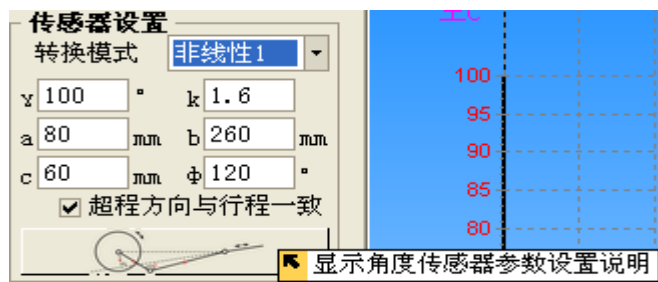 传感器设置
转换模式 非线性1
γ 100 ° k 1.6
a 80 mm b 260 mm
c 60 mm ф 120 °
超程方向与行程一致
100
95
90
85
80
显示角度传感器参数设置说明